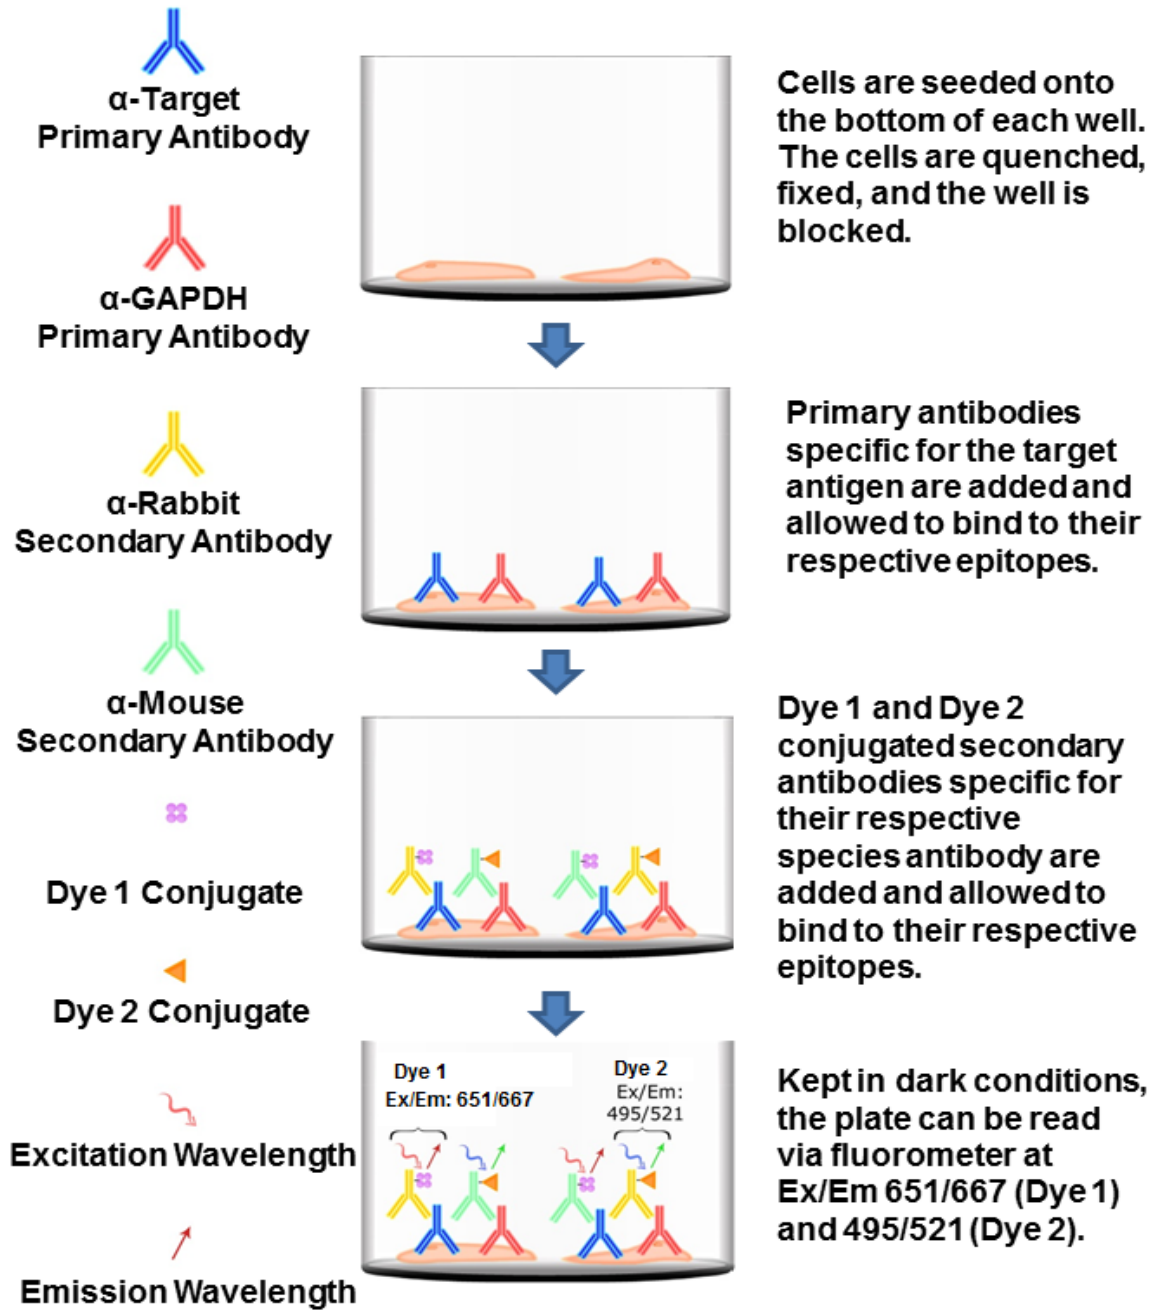 α-Target
Primary Antibody
α-GAPDH
Primary Antibody
α-Rabbit
Secondary Antibody
α-Mouse
Secondary Antibody
Dye 1 Conjugate
Dye 2 Conjugate
Excitation Wavelength
Emission Wavelength
Cells are seeded onto
the bottom of each well.
The cells are quenched,
fixed, and the well is
blocked.
Primary antibodies
specific for the target
antigen are added and
allowed to bind to their
respective epitopes.
Dye 1 and Dye 2
conjugated secondary
antibodies specific for
their respective
species antibody are
added and allowed to
bind to their respective
epitopes.
Dye 1
Ex/Em: 651/667
Dye 2
Ex/Em:
495/521
Kept in dark conditions,
the plate can be read
via fluorometer at
Ex/Em 651/667 (Dye 1)
and 495/521 (Dye 2).